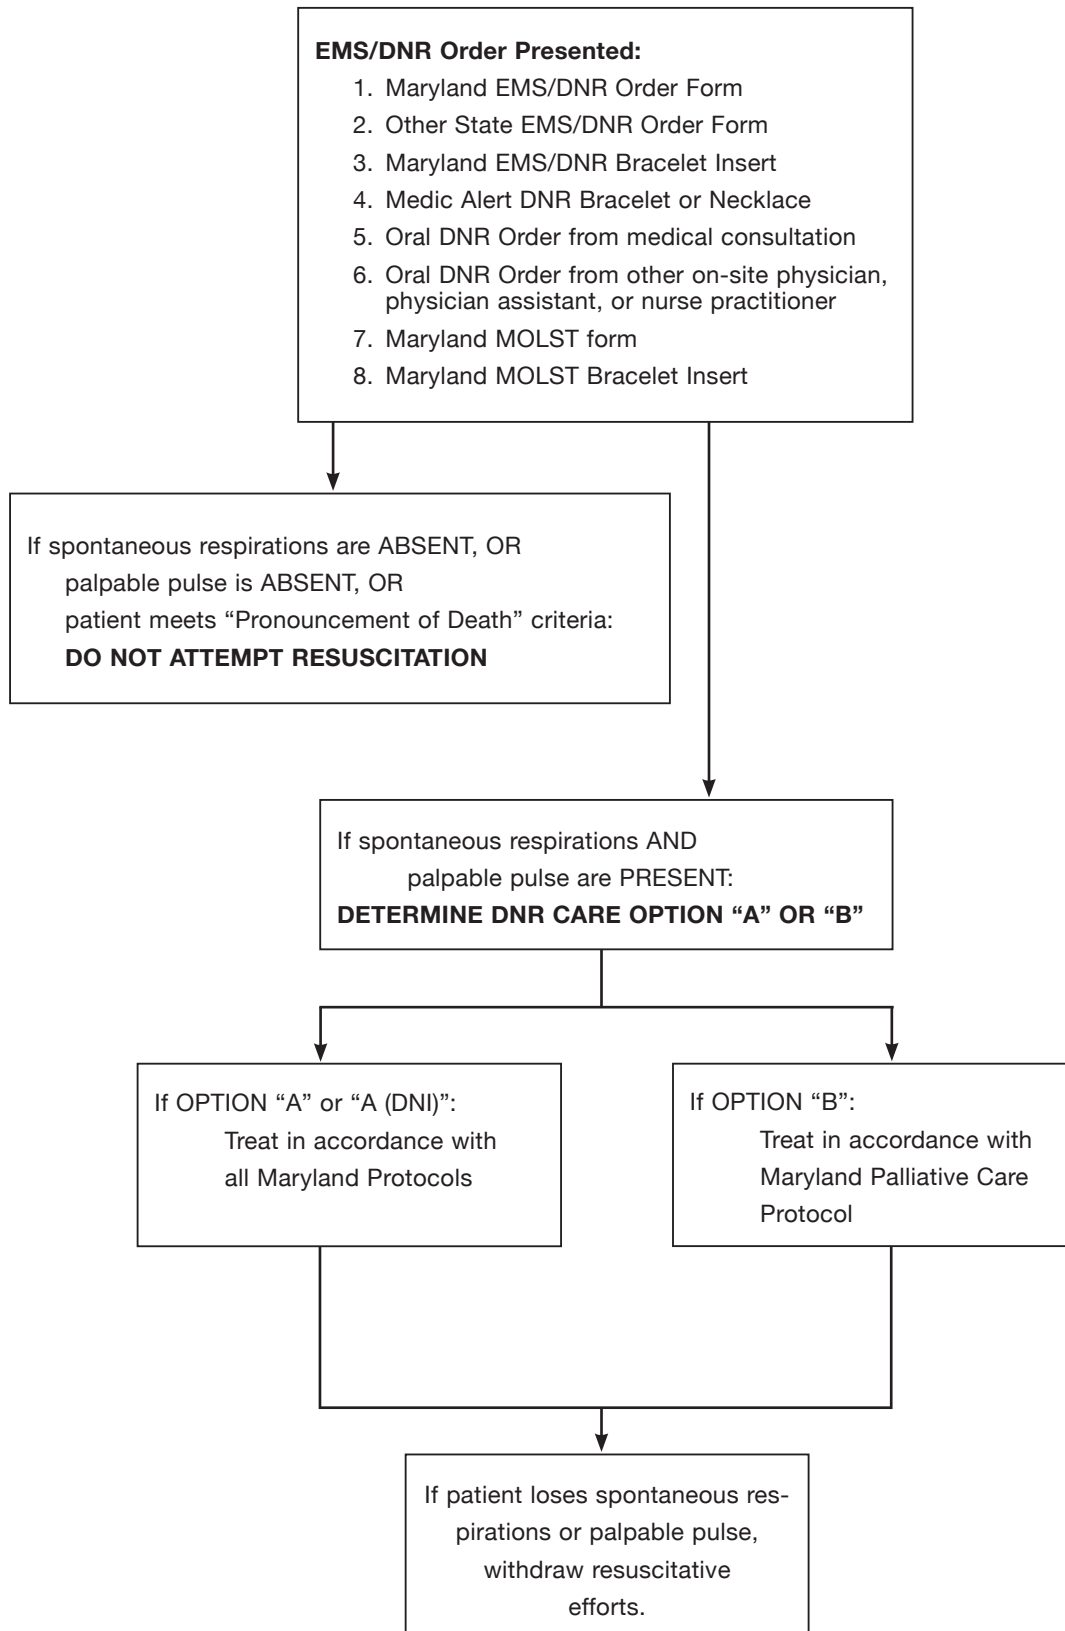 EMS/DNR Order Presented:
1. Maryland EMS/DNR Order Form
2. Other State EMS/DNR Order Form
3. Maryland EMS/DNR Bracelet Insert
4. Medic Alert DNR Bracelet or Necklace
5. Oral DNR Order from medical consultation
6. Oral DNR Order from other on-site physician,
physician assistant, or nurse practitioner
7. Maryland MOLST form
8. Maryland MOLST Bracelet Insert
If spontaneous respirations are ABSENT, OR
palpable pulse is ABSENT, OR
patient meets “Pronouncement of Death” criteria:
DO NOT ATTEMPT RESUSCITATION
If spontaneous respirations AND
palpable pulse are PRESENT:
DETERMINE DNR CARE OPTION “A” OR “B”
If OPTION “A” or “A (DNI)”:
Treat in accordance with
all Maryland Protocols
If OPTION “B”:
Treat in accordance with
Maryland Palliative Care
Protocol
If patient loses spontaneous res-
pirations or palpable pulse,
withdraw resuscitative
efforts.